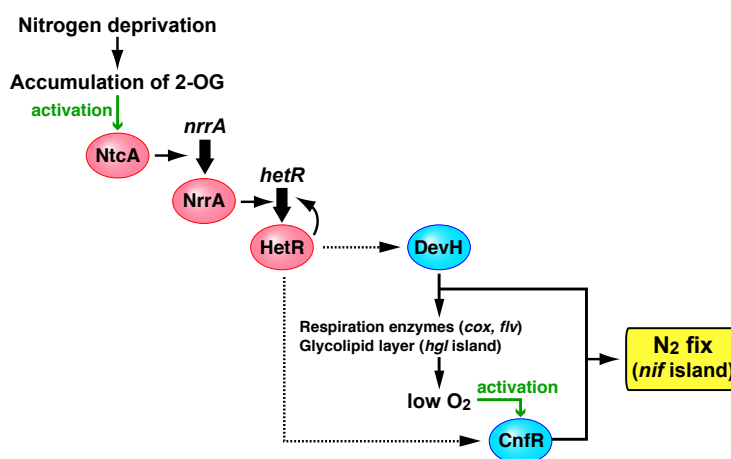 Nitrogen deprivation
Accumulation of 2-OG
activation
nrrA
NtcA
hetR
NrrA
HetR
DevH
Respiration enzymes (cox, flv)
Glycolipid layer (hgl island)
N2 fix
(nif island)
activation
low O2
CnfR